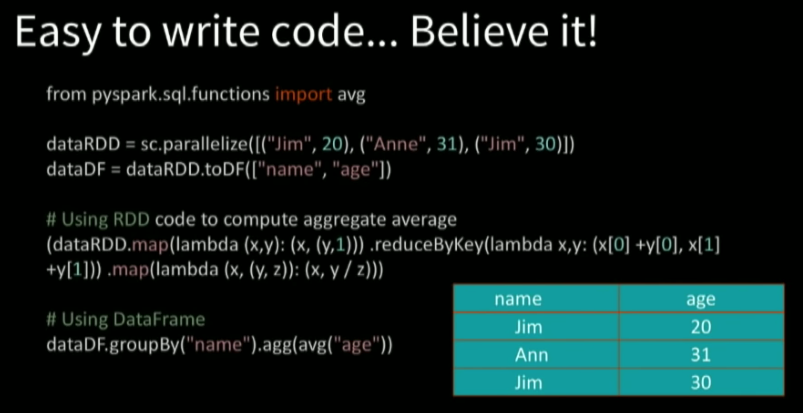 Easy to write code... Believe it!
from pyspark.sql.functions import avg
dataRDD = sc.parallelize([("Jim", 20), ("Anne", 31), ("Jim", 30)])
dataDF = dataRDD.toDF(["name", "age"])
# Using RDD code to compute aggregate average
(dataRDD.map(lambda (x,y): (x, (y,1))) .reduceByKey(lambda x,y: (x[0] +y[0], x[1]
+y[1])) .map(lambda (x, (y, z)): (x, y / z)))
# Using DataFrame
dataDF.groupBy("name").agg(avg("age"))
name age
Jim 20
Ann 31
Jim 30